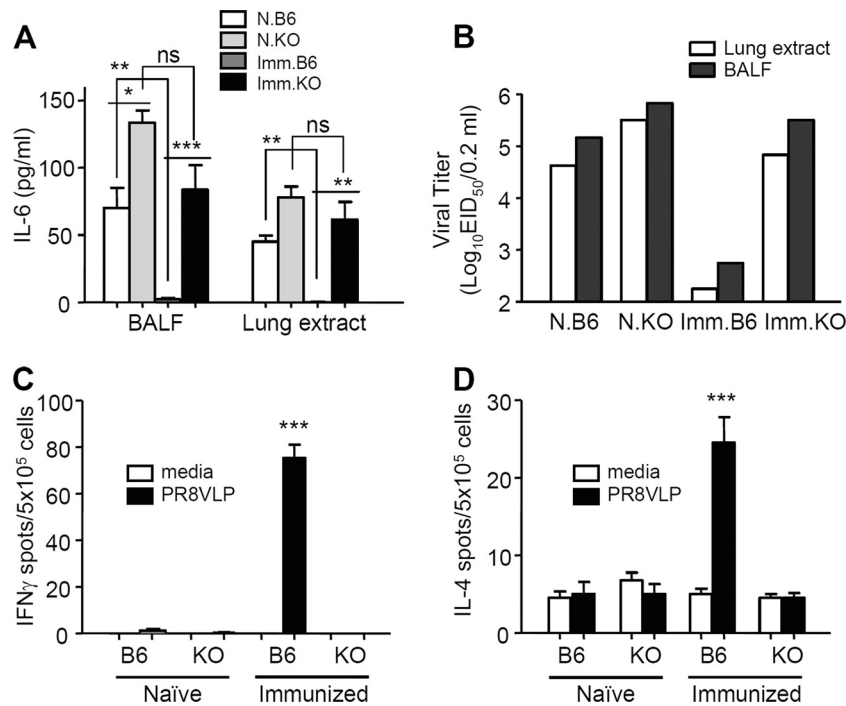 A
N.B6
N.KO
Imm.B6
Imm.KO
** ns
* ***
** ns
**
IL-6 (pg/ml)
150
100
50
0
BALF Lung extract
B
Lung extract
BALF
Viral Titer
(Log10EID50/0.2 ml)
6
5
4
3
2
N.B6 N.KO Imm.B6 Imm.KO
C
IFNγ spots/5x10⁵ cells
100
80
60
40
20
0
media
PR8VLP
***
B6 KO B6 KO
Naïve Immunized
D
IL-4 spots/5x10⁵ cells
30
20
10
0
media
PR8VLP
***
B6 KO B6 KO
Naïve Immunized